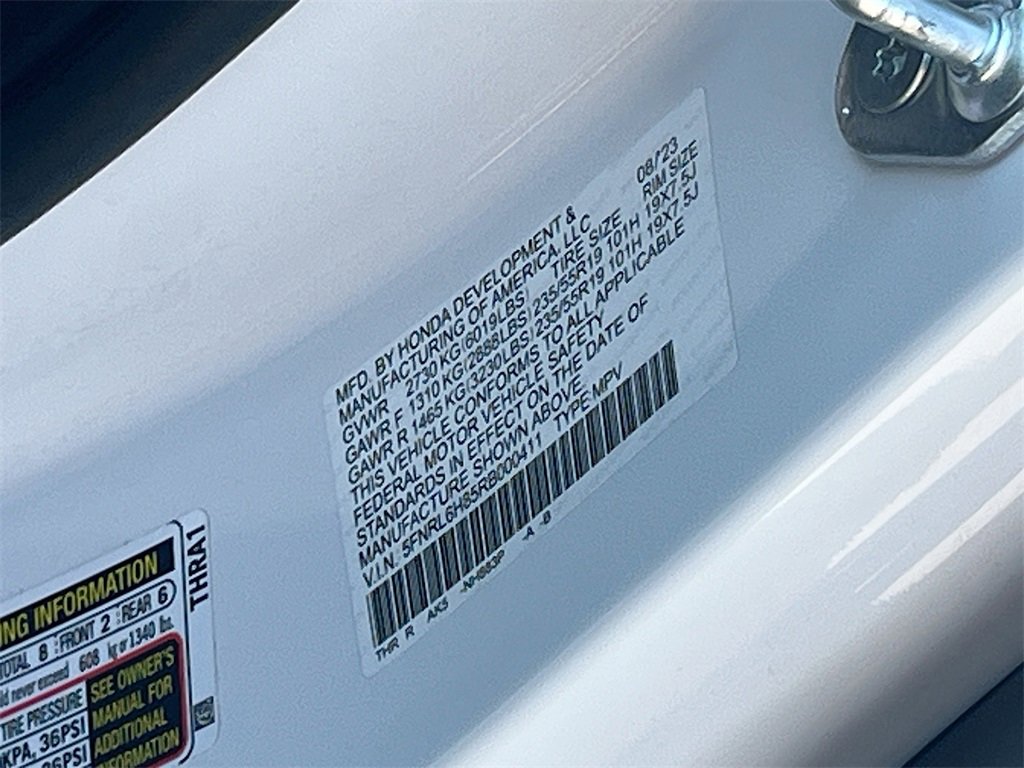 MFD. BY HONDA DEVELOPMENT &
MANUFACTURING OF AMERICA, LLC 08/'23
GVWR 2730 KG(6019LBS) TIRE SIZE RIM SIZE
GAWR F 1310 KG(2888LBS) 235/55R19 101H 19X7.5J
GAWR R 1465 KG(3230LBS) 235/55R19 101H 19X7.5J
THIS VEHICLE CONFORMS TO ALL APPLICABLE
FEDERAL MOTOR VEHICLE SAFETY
STANDARDS IN EFFECT ON THE DATE OF
MANUFACTURE SHOWN ABOVE.
V.I.N. 5FNRL6H85RB000411 TYPE:MPV
THR R AK5 -NH883P -A -B
THRA1
ING INFORMATION
TOTAL 8 : FRONT 2 : REAR 6
ld never exceed 608 kg or 1340 lbs.
TIRE PRESSURE
KPA, 36PSI
36PSI
SEE OWNER'S
MANUAL FOR
ADDITIONAL
INFORMATION